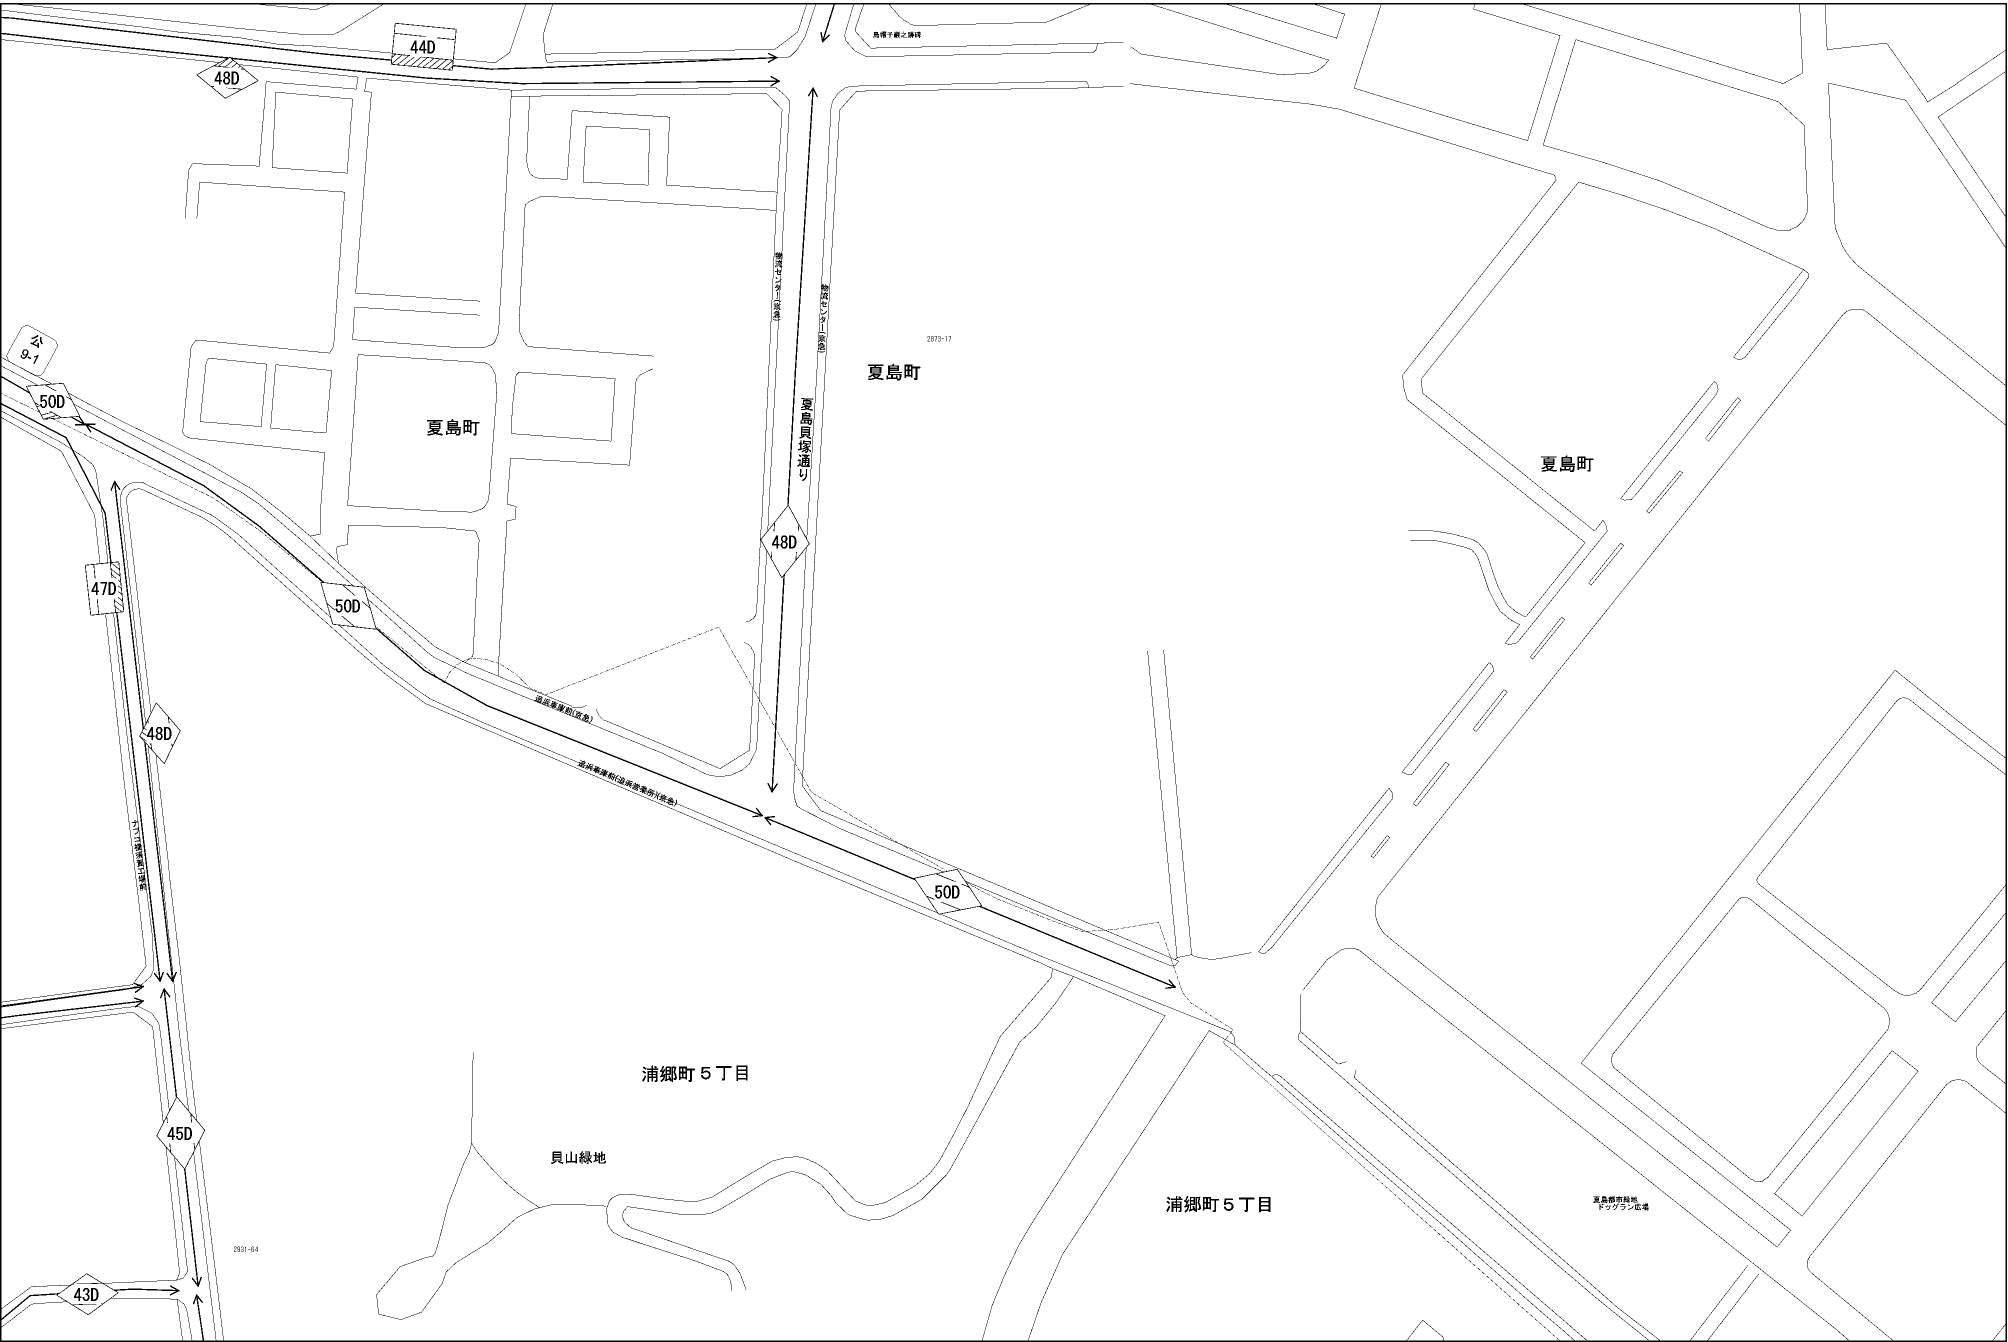 44D
烏帽子巌之跡碑
48D
物流センター(京急)
物流センター(京急)
公
9-1
2873-17
夏島町
50D
夏島町
夏島貝塚通り
夏島町
48D
47D
50D
追浜車庫前(京急)
48D
追浜車庫前(追浜営業所)(京急)
50D
浦郷町5丁目
45D
貝山緑地
浦郷町5丁目
夏島都市緑地
ドッグラン広場
2931-64
43D